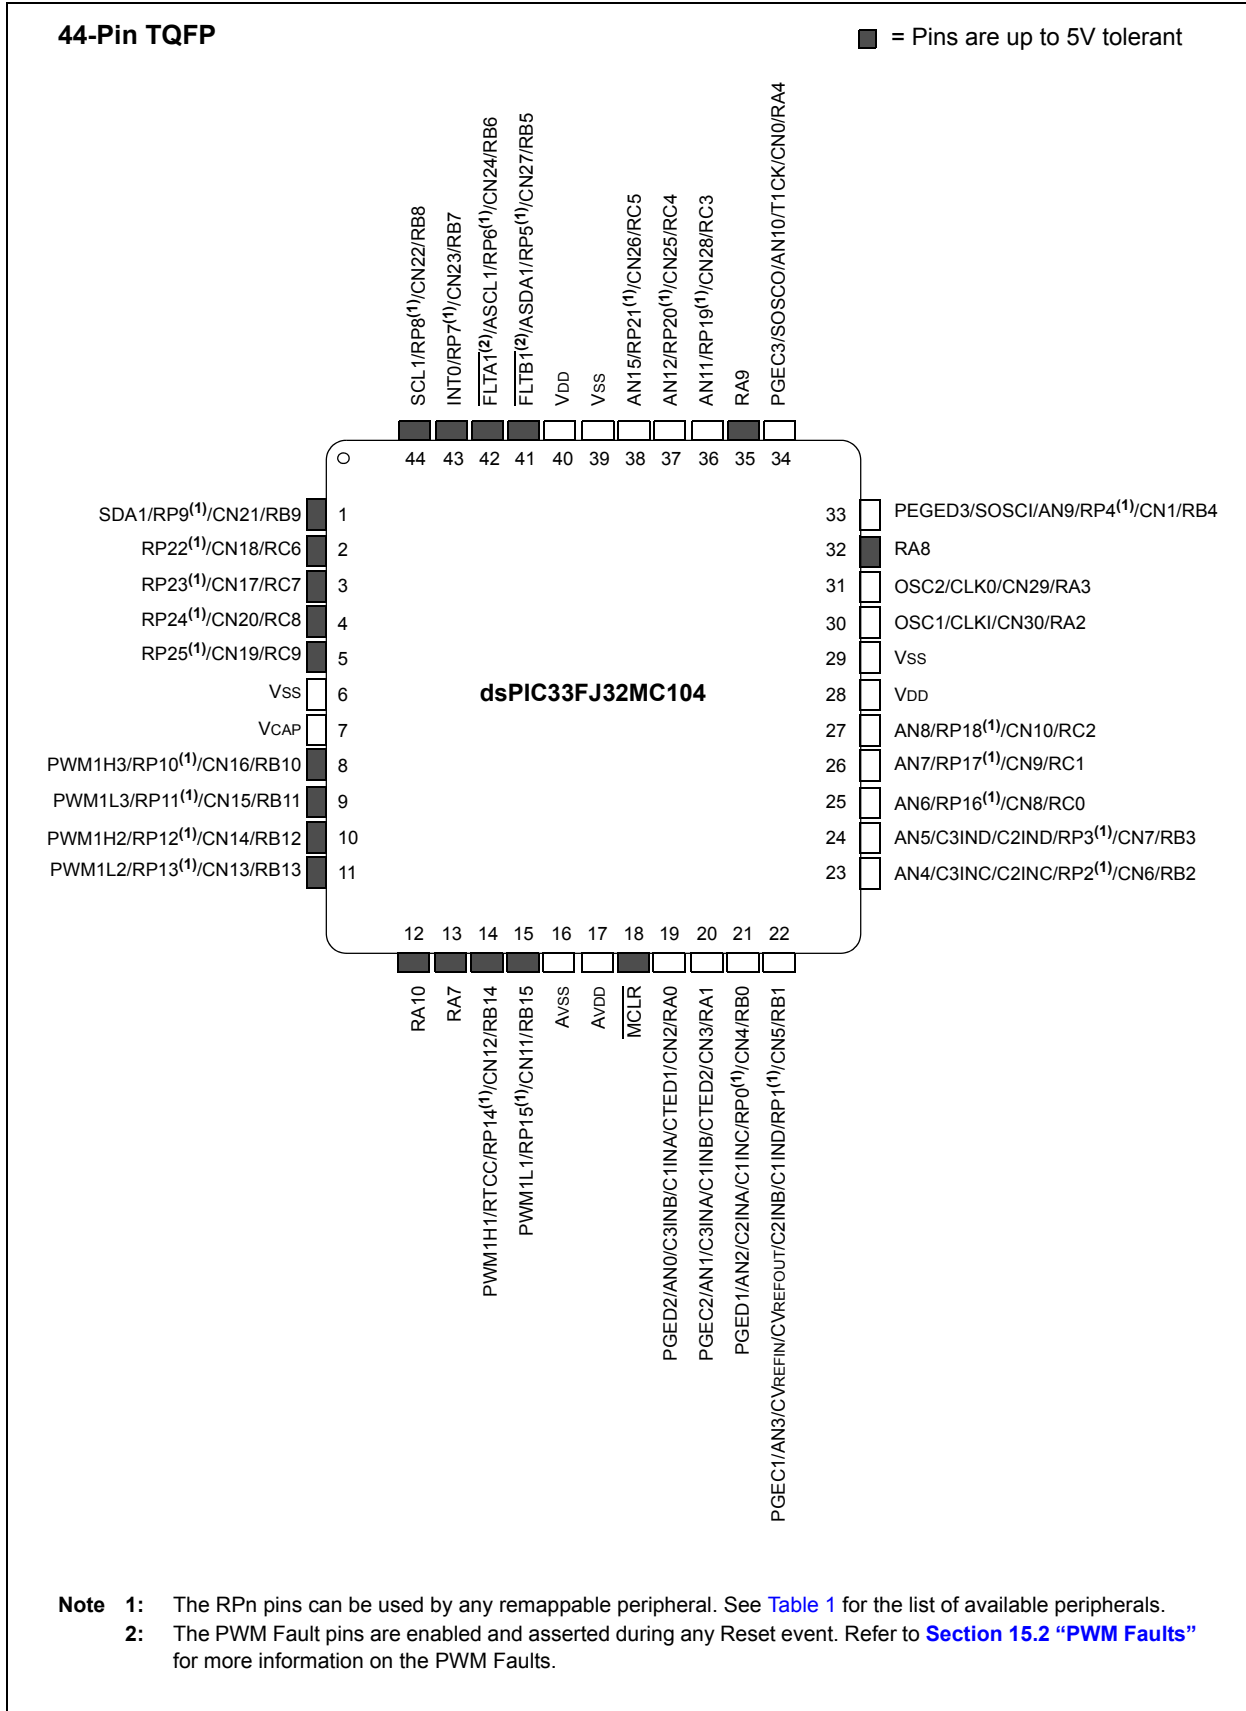 44-Pin TQFP
= Pins are up to 5V tolerant
SCL1/RP8(1)/CN22/RB8
INT0/RP7(1)/CN23/RB7
FLTA1(2)/ASCL1/RP6(1)/CN24/RB6
FLTB1(2)/ASDA1/RP5(1)/CN27/RB5
VDD
VSS
AN15/RP21(1)/CN26/RC5
AN12/RP20(1)/CN25/RC4
AN11/RP19(1)/CN28/RC3
RA9
PGEC3/SOSCO/AN10/T1CK/CN0/RA4
44 43 42 41 40 39 38 37 36 35 34
SDA1/RP9(1)/CN21/RB9 1
RP22(1)/CN18/RC6 2
RP23(1)/CN17/RC7 3
RP24(1)/CN20/RC8 4
RP25(1)/CN19/RC9 5
VSS 6
VCAP 7
PWM1H3/RP10(1)/CN16/RB10 8
PWM1L3/RP11(1)/CN15/RB11 9
PWM1H2/RP12(1)/CN14/RB12 10
PWM1L2/RP13(1)/CN13/RB13 11
dsPIC33FJ32MC104
33 PEGED3/SOSCI/AN9/RP4(1)/CN1/RB4
32 RA8
31 OSC2/CLK0/CN29/RA3
30 OSC1/CLKI/CN30/RA2
29 VSS
28 VDD
27 AN8/RP18(1)/CN10/RC2
26 AN7/RP17(1)/CN9/RC1
25 AN6/RP16(1)/CN8/RC0
24 AN5/C3IND/C2IND/RP3(1)/CN7/RB3
23 AN4/C3INC/C2INC/RP2(1)/CN6/RB2
12 13 14 15 16 17 18 19 20 21 22
RA10
RA7
PWM1H1/RTCC/RP14(1)/CN12/RB14
PWM1L1/RP15(1)/CN11/RB15
AVSS
AVDD
MCLR
PGED2/AN0/C3INB/C1INA/CTED1/CN2/RA0
PGEC2/AN1/C3INA/C1INB/CTED2/CN3/RA1
PGED1/AN2/C2INA/C1INC/RP0(1)/CN4/RB0
PGEC1/AN3/CVREFIN/CVREFOUT/C2INB/C1IND/RP1(1)/CN5/RB1
Note 1: The RPn pins can be used by any remappable peripheral. See Table 1 for the list of available peripherals.
2: The PWM Fault pins are enabled and asserted during any Reset event. Refer to Section 15.2 “PWM Faults”
for more information on the PWM Faults.